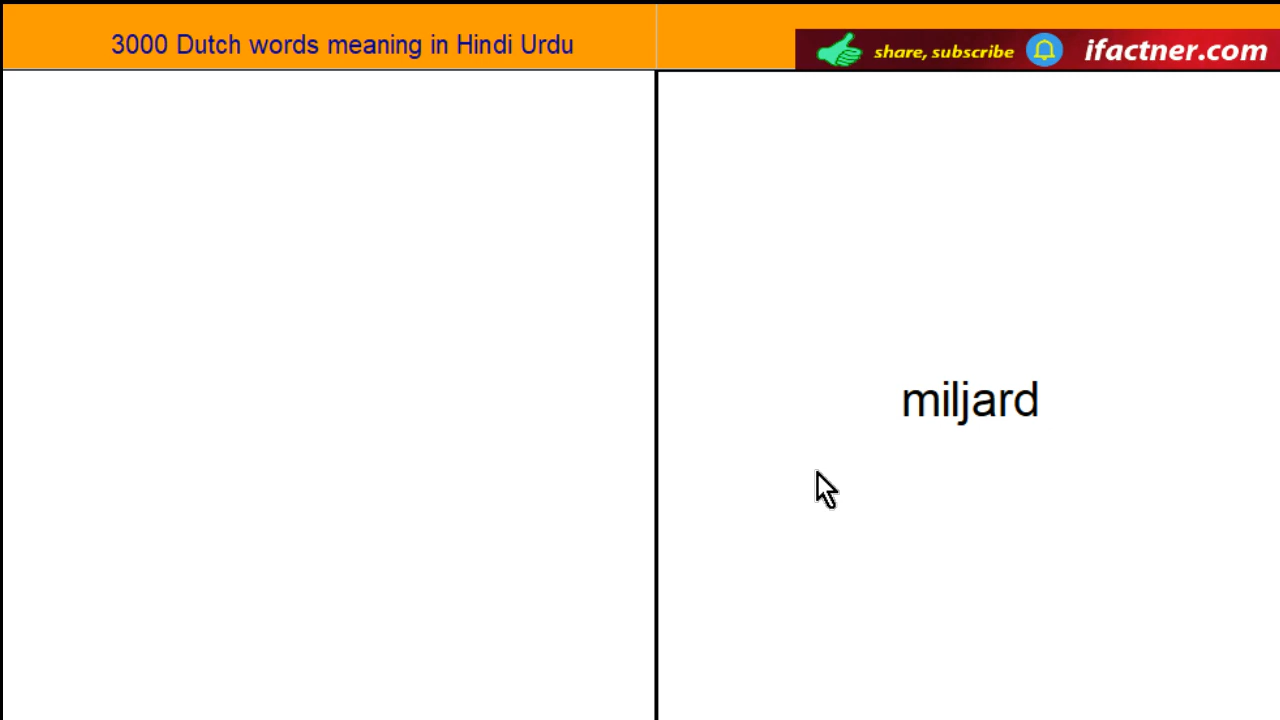 3000 Dutch words meaning in Hindi Urdu
share, subscribe ifactner.com
miljard